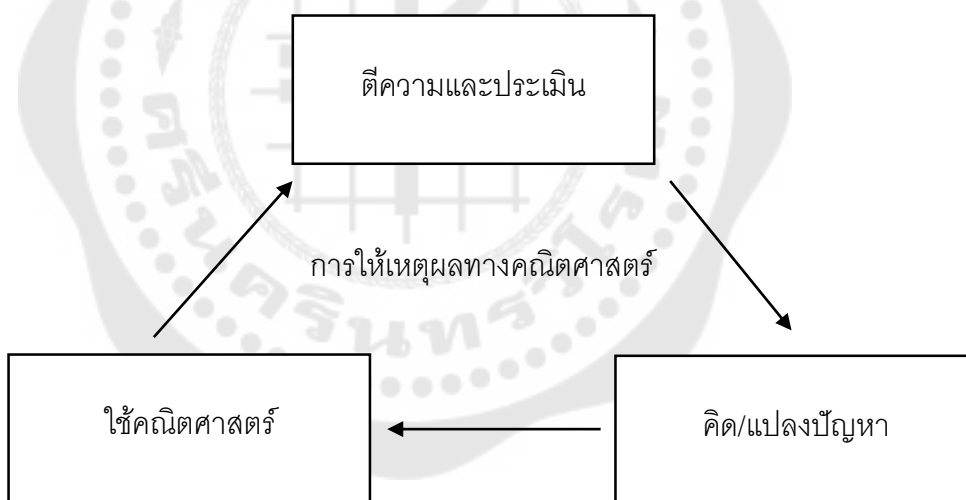 ตีความและประเมิน
การให้เหตุผลทางคณิตศาสตร์
ใช้คณิตศาสตร์
คิด/แปลงปัญหา